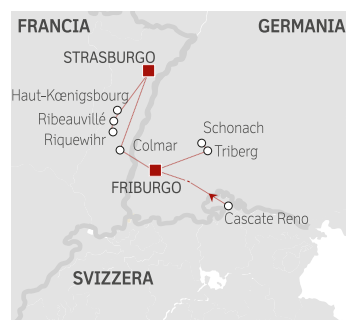 FRANCIA
GERMANIA
STRASBURGO
Haut-Kœnigsbourg
Ribeauvillé
Riquewihr
Colmar
Schonach
Triberg
FRIBURGO
Cascate Reno
SVIZZERA